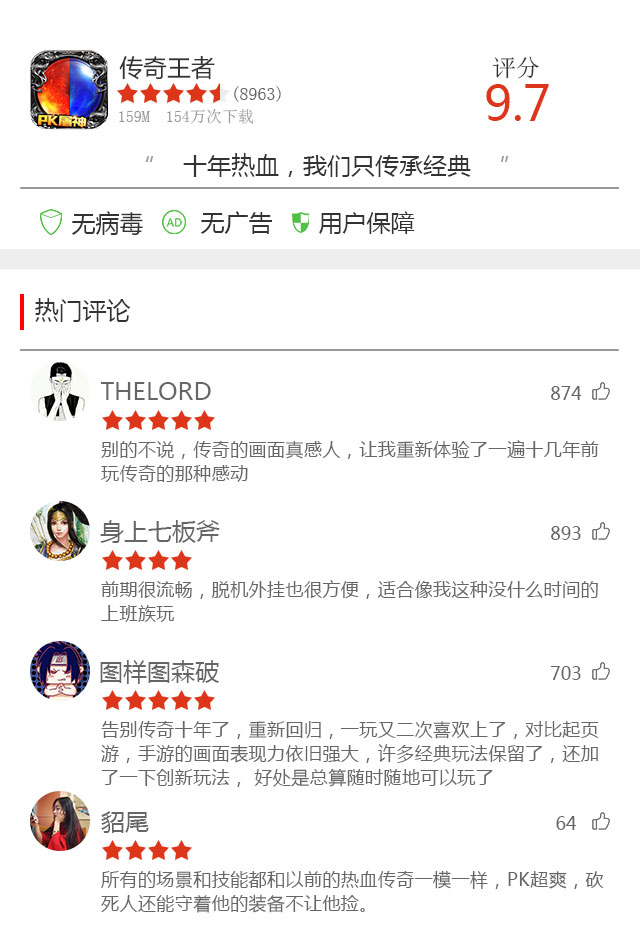 PK屠神
传奇王者
(8963)
159M 154万次下载
评分
9.7
“ 十年热血，我们只传承经典 ”
无病毒
AD 无广告
用户保障
热门评论
THELORD
874
别的不说，传奇的画面真感人，让我重新体验了一遍十几年前
玩传奇的那种感动
身上七板斧
893
前期很流畅，脱机外挂也很方便，适合像我这种没什么时间的
上班族玩
图样图森破
703
告别传奇十年了，重新回归，一玩又二次喜欢上了，对比起页
游，手游的画面表现力依旧强大，许多经典玩法保留了，还加
了一下创新玩法， 好处是总算随时随地可以玩了
貂尾
64
所有的场景和技能都和以前的热血传奇一模一样，PK超爽，砍
死人还能守着他的装备不让他捡。